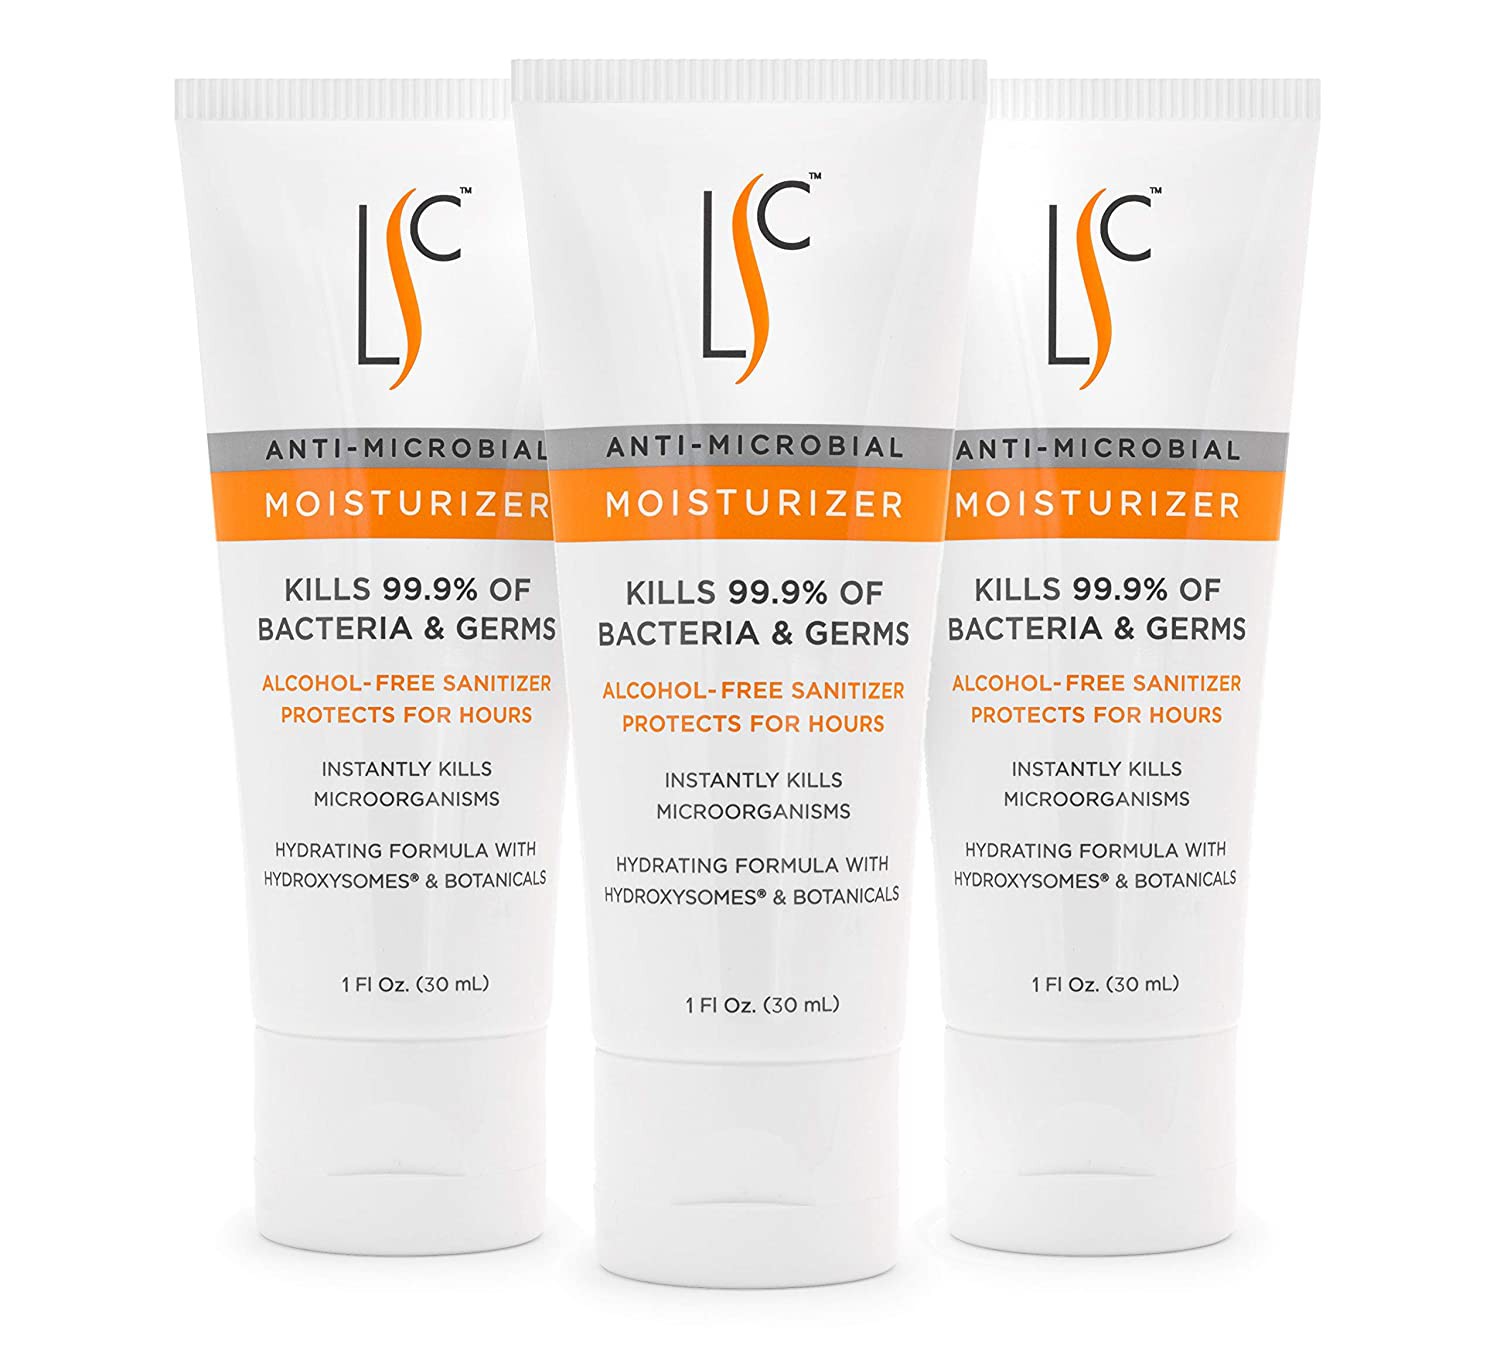 LSC™
ANTI-MICROBIAL
MOISTURIZER
KILLS 99.9% OF
BACTERIA & GERMS
ALCOHOL-FREE SANITIZER
PROTECTS FOR HOURS
INSTANTLY KILLS
MICROORGANISMS
HYDRATING FORMULA WITH
HYDROXYSOMES® & BOTANICALS
1 Fl Oz. (30 mL)
LSC™
ANTI-MICROBIAL
MOISTURIZER
KILLS 99.9% OF
BACTERIA & GERMS
ALCOHOL-FREE SANITIZER
PROTECTS FOR HOURS
INSTANTLY KILLS
MICROORGANISMS
HYDRATING FORMULA WITH
HYDROXYSOMES® & BOTANICALS
1 Fl Oz. (30 mL)
LSC™
ANTI-MICROBIAL
MOISTURIZER
KILLS 99.9% OF
BACTERIA & GERMS
ALCOHOL-FREE SANITIZER
PROTECTS FOR HOURS
INSTANTLY KILLS
MICROORGANISMS
HYDRATING FORMULA WITH
HYDROXYSOMES® & BOTANICALS
1 Fl Oz. (30 mL)